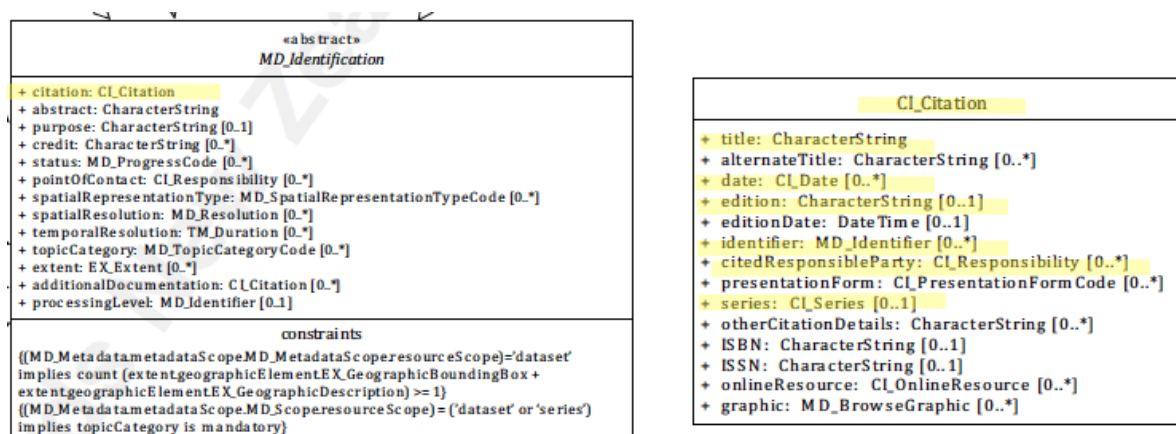 «abstract»
MD_Identification
+ citation: CI_Citation
+ abstract: CharacterString
+ purpose: CharacterString [0..1]
+ credit: CharacterString [0..*]
+ status: MD_ProgressCode [0..*]
+ pointOfContact: CI_Responsibility [0..*]
+ spatialRepresentationType: MD_SpatialRepresentationTypeCode [0..*]
+ spatialResolution: MD_Resolution [0..*]
+ temporalResolution: TM_Duration [0..*]
+ topicCategory: MD_TopicCategoryCode [0..*]
+ extent: EX_Extent [0..*]
+ additionalDocumentation: CI_Citation [0..*]
+ processingLevel: MD_Identifier [0..1]
constraints
{(MD_Metadata.metadataScope.MD_MetadataScope.resourceScope)='dataset'
implies count (extent.geographicElement.EX_GeographicBoundingBox +
extent.geographicElement.EX_GeographicDescription) >= 1}
{(MD_Metadata.metadataScope.MD_Scope.resourceScope) = ('dataset' or 'series')
implies topicCategory is mandatory}
CI_Citation
+ title: CharacterString
+ alternateTitle: CharacterString [0..*]
+ date: CI_Date [0..*]
+ edition: CharacterString [0..1]
+ editionDate: DateTime [0..1]
+ identifier: MD_Identifier [0..*]
+ citedResponsibleParty: CI_Responsibility [0..*]
+ presentationForm: CI_PresentationFormCode [0..*]
+ series: CI_Series [0..1]
+ otherCitationDetails: CharacterString [0..*]
+ ISBN: CharacterString [0..1]
+ ISSN: CharacterString [0..1]
+ onlineResource: CI_OnlineResource [0..*]
+ graphic: MD_BrowseGraphic [0..*]